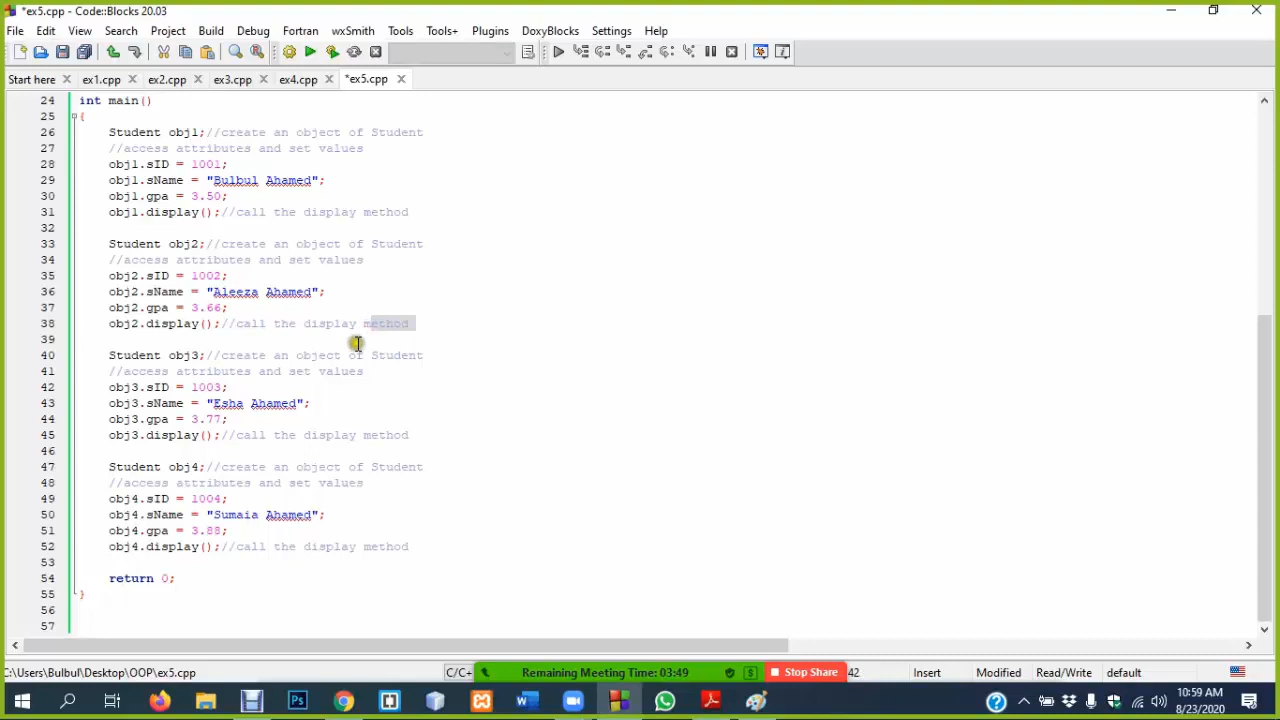 *ex5.cpp - Code::Blocks 20.03
File Edit View Search Project Build Debug Fortran wxSmith Tools Tools+ Plugins DoxyBlocks Settings Help
Start here ex1.cpp ex2.cpp ex3.cpp ex4.cpp *ex5.cpp
24 int main()
25 {
26 Student obj1;//create an object of Student
27 //access attributes and set values
28 obj1.sID = 1001;
29 obj1.sName = "Bulbul Ahamed";
30 obj1.gpa = 3.50;
31 obj1.display();//call the display method
32
33 Student obj2;//create an object of Student
34 //access attributes and set values
35 obj2.sID = 1002;
36 obj2.sName = "Aleeza Ahamed";
37 obj2.gpa = 3.66;
38 obj2.display();//call the display method
39
40 Student obj3;//create an object of Student
41 //access attributes and set values
42 obj3.sID = 1003;
43 obj3.sName = "Esha Ahamed";
44 obj3.gpa = 3.77;
45 obj3.display();//call the display method
46
47 Student obj4;//create an object of Student
48 //access attributes and set values
49 obj4.sID = 1004;
50 obj4.sName = "Sumaia Ahamed";
51 obj4.gpa = 3.88;
52 obj4.display();//call the display method
53
54 return 0;
55 }
56
57
C:\Users\Bulbul\Desktop\OOP\ex5.cpp C/C+ Remaining Meeting Time: 03:49 Stop Share 42 Insert Modified Read/Write default
10:59 AM
8/23/2020